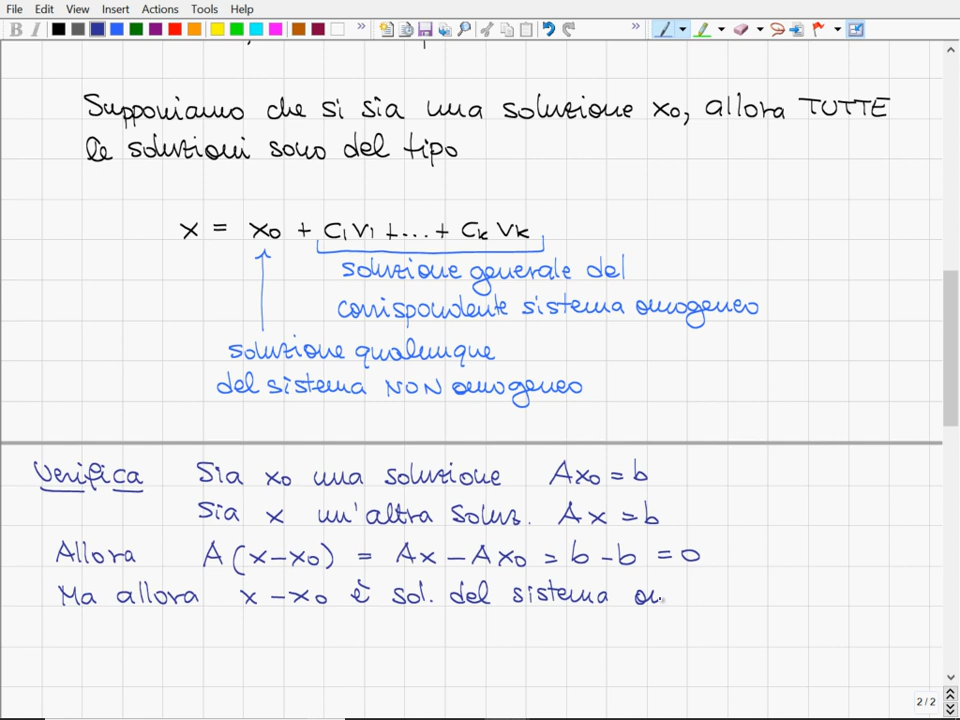 File Edit View Insert Actions Tools Help
B I
Supponiamo che si sia una soluzione x0, allora TUTTE
le soluzioni sono del tipo
x = x0 + c1v1 + ... + ck vk
soluzione generale del
corrispondente sistema omogeneo
soluzione qualunque
del sistema NON omogeneo
Verifica Sia x0 una soluzione Ax0 = b
Sia x un'altra soluz. Ax = b
Allora A(x-x0) = Ax - Ax0 = b - b = 0
Ma allora x - x0 è sol. del sistema om
2 / 2